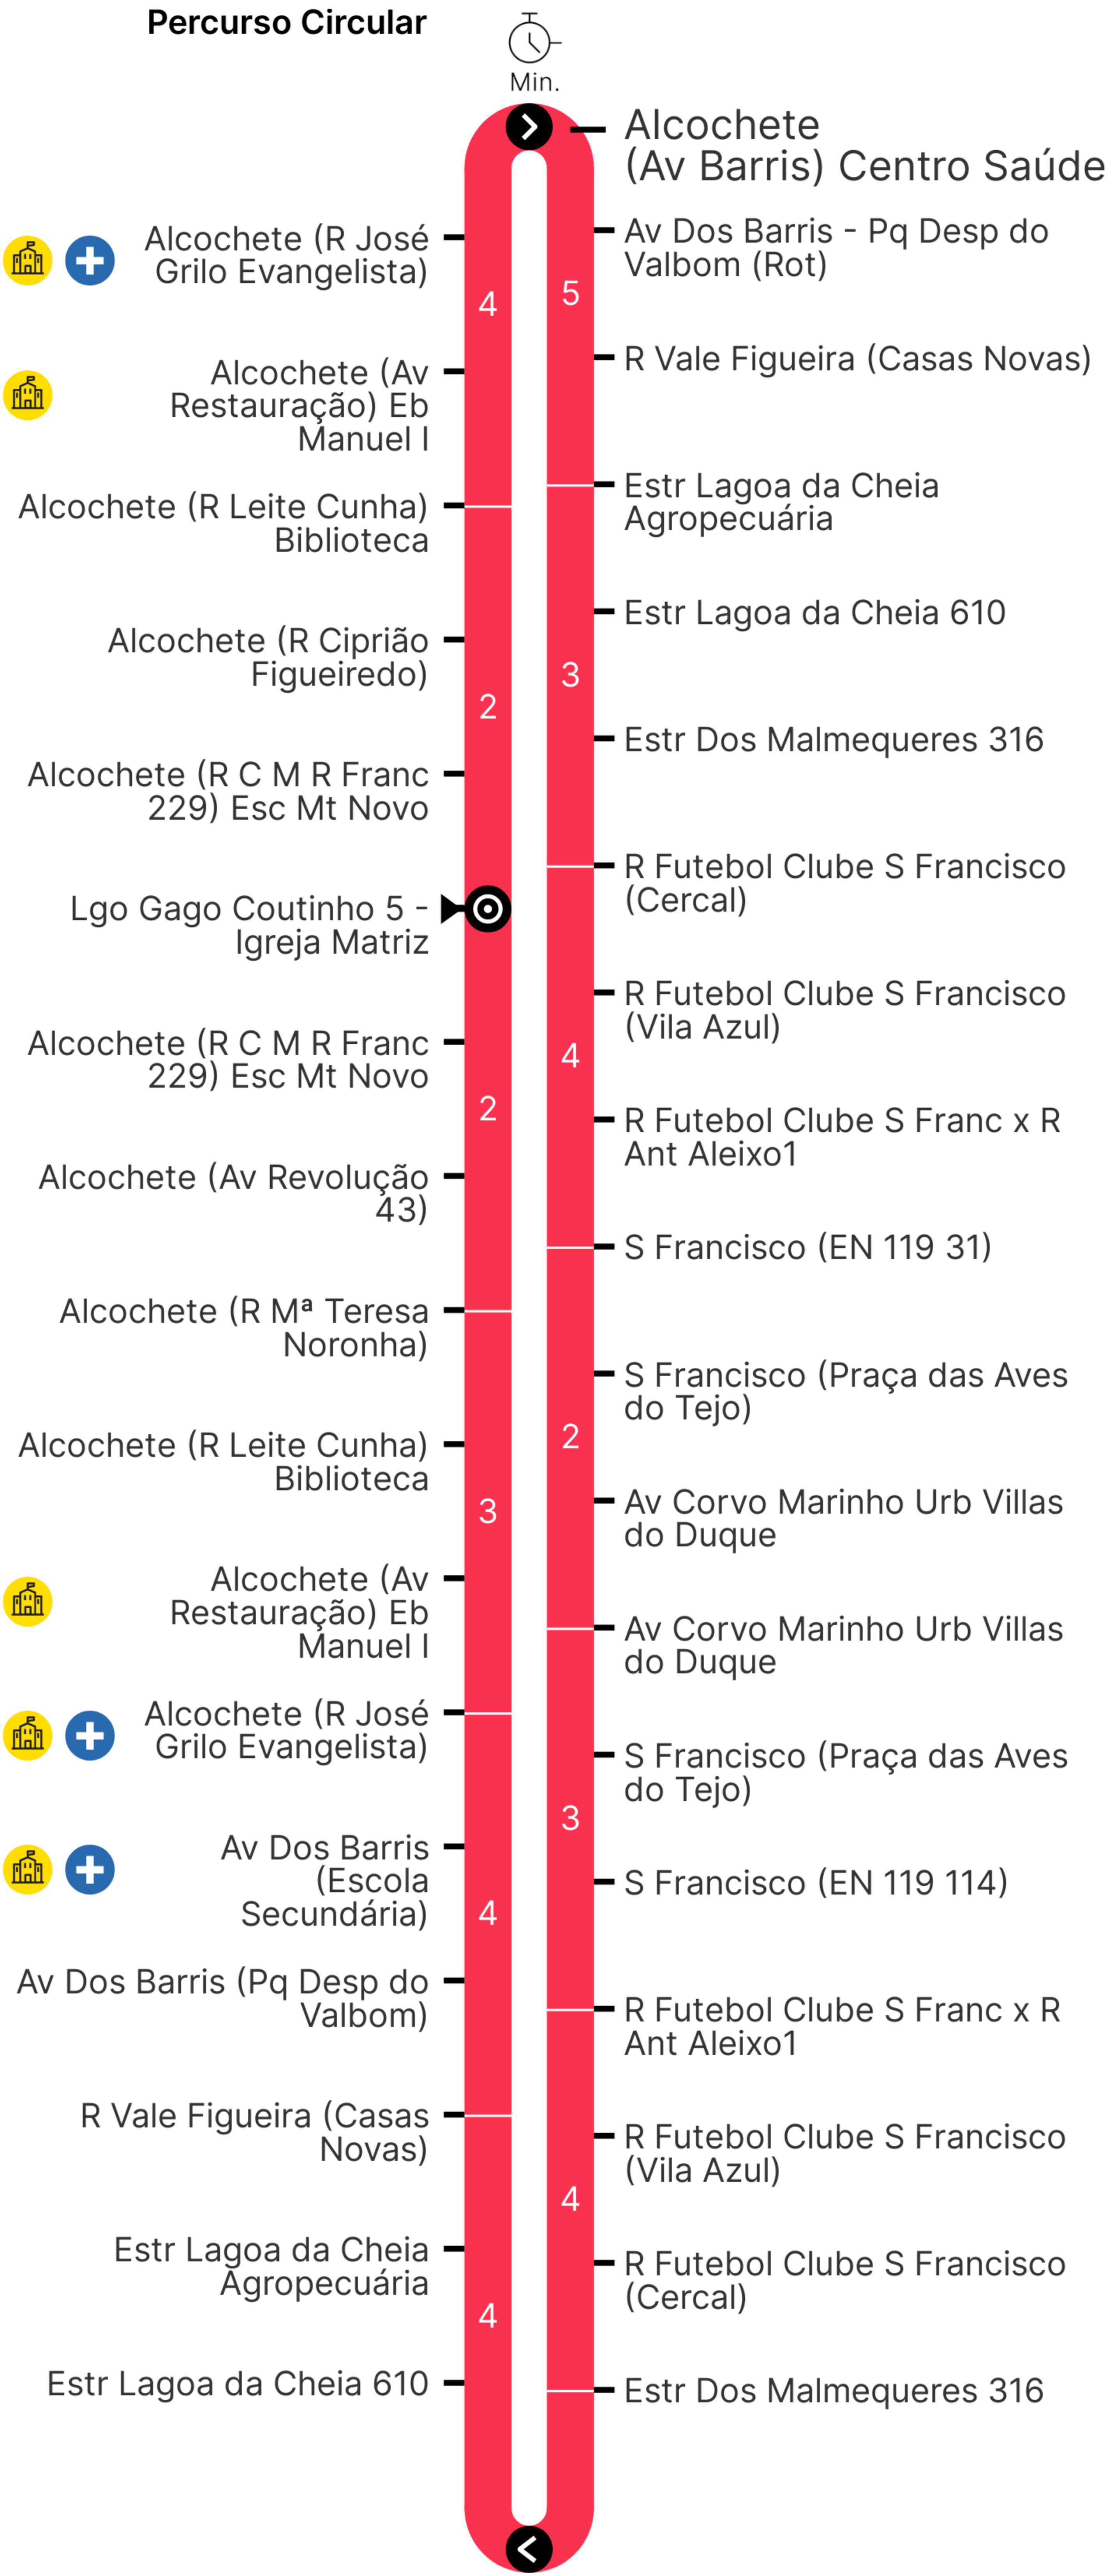 Percurso Circular
Min.
Alcochete
(Av Barris) Centro Saúde
Av Dos Barris - Pq Desp do
Valbom (Rot)
5
R Vale Figueira (Casas Novas)
Estr Lagoa da Cheia
Agropecuária
Estr Lagoa da Cheia 610
3
Estr Dos Malmequeres 316
R Futebol Clube S Francisco
(Cercal)
R Futebol Clube S Francisco
(Vila Azul)
4
R Futebol Clube S Franc x R
Ant Aleixo1
S Francisco (EN 119 31)
S Francisco (Praça das Aves
do Tejo)
2
Av Corvo Marinho Urb Villas
do Duque
Av Corvo Marinho Urb Villas
do Duque
S Francisco (Praça das Aves
do Tejo)
3
S Francisco (EN 119 114)
R Futebol Clube S Franc x R
Ant Aleixo1
R Futebol Clube S Francisco
(Vila Azul)
4
R Futebol Clube S Francisco
(Cercal)
Estr Dos Malmequeres 316
Alcochete (R José
Grilo Evangelista)
4
Alcochete (Av
Restauração) Eb
Manuel I
Alcochete (R Leite Cunha)
Biblioteca
Alcochete (R Ciprião
Figueiredo)
2
Alcochete (R C M R Franc
229) Esc Mt Novo
Lgo Gago Coutinho 5 -
Igreja Matriz
Alcochete (R C M R Franc
229) Esc Mt Novo
2
Alcochete (Av Revolução
43)
Alcochete (R Mª Teresa
Noronha)
Alcochete (R Leite Cunha)
Biblioteca
3
Alcochete (Av
Restauração) Eb
Manuel I
Alcochete (R José
Grilo Evangelista)
Av Dos Barris
(Escola
Secundária)
4
Av Dos Barris (Pq Desp do
Valbom)
R Vale Figueira (Casas
Novas)
Estr Lagoa da Cheia
Agropecuária
4
Estr Lagoa da Cheia 610